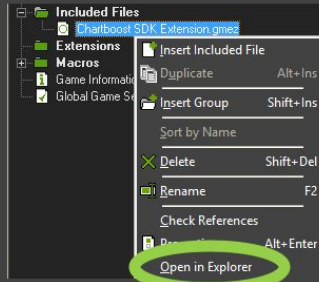 Included Files
Chartboost SDK Extension.gmez
Extensions
Macros
Game Informatic
Global Game Se
Insert Included File
Duplicate Alt+Ins
Insert Group Shift+Ins
Sort by Name
Delete Shift+Del
Rename F2
Check References
Alt+Enter
Open in Explorer